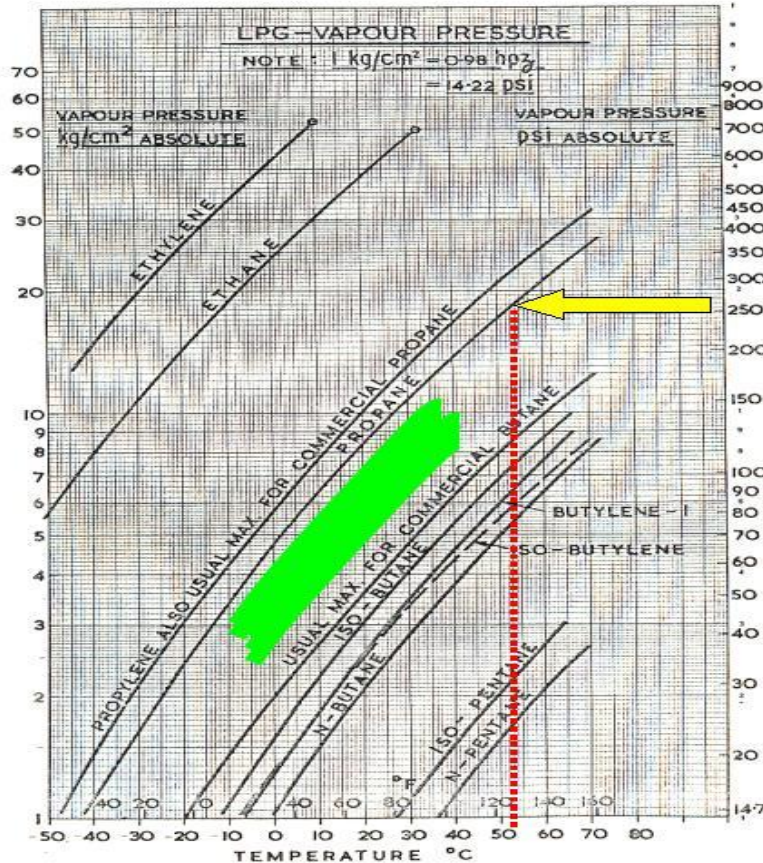 LPG-VAPOUR PRESSURE
NOTE : 1 kg/cm² = 0.98 hpz
= 14.22 PSi
VAPOUR PRESSURE
kg/cm² ABSOLUTE
VAPOUR PRESSURE
PSi ABSOLUTE
70
60
50
40
30
20
10
9
8
7
6
5
4
3
2
1
900
800
700
600
500
450
400
350
300
250
200
150
100
90
80
70
60
50
40
30
20
14.7
ETHYLENE
ETHANE
PROPYLENE ALSO USUAL MAX FOR COMMERCIAL PROPANE
PROPANE
USUAL MAX FOR COMMERCIAL BUTANE
ISO-BUTANE
N-BUTANE
BUTYLENE-1
ISO-BUTYLENE
ISO-PENTANE
N-PENTANE
°F
40 20 0 40 80 120 140 160
-50 -40 -30 -20 -10 0 10 20 30 40 50 60 70 80
TEMPERATURE °C